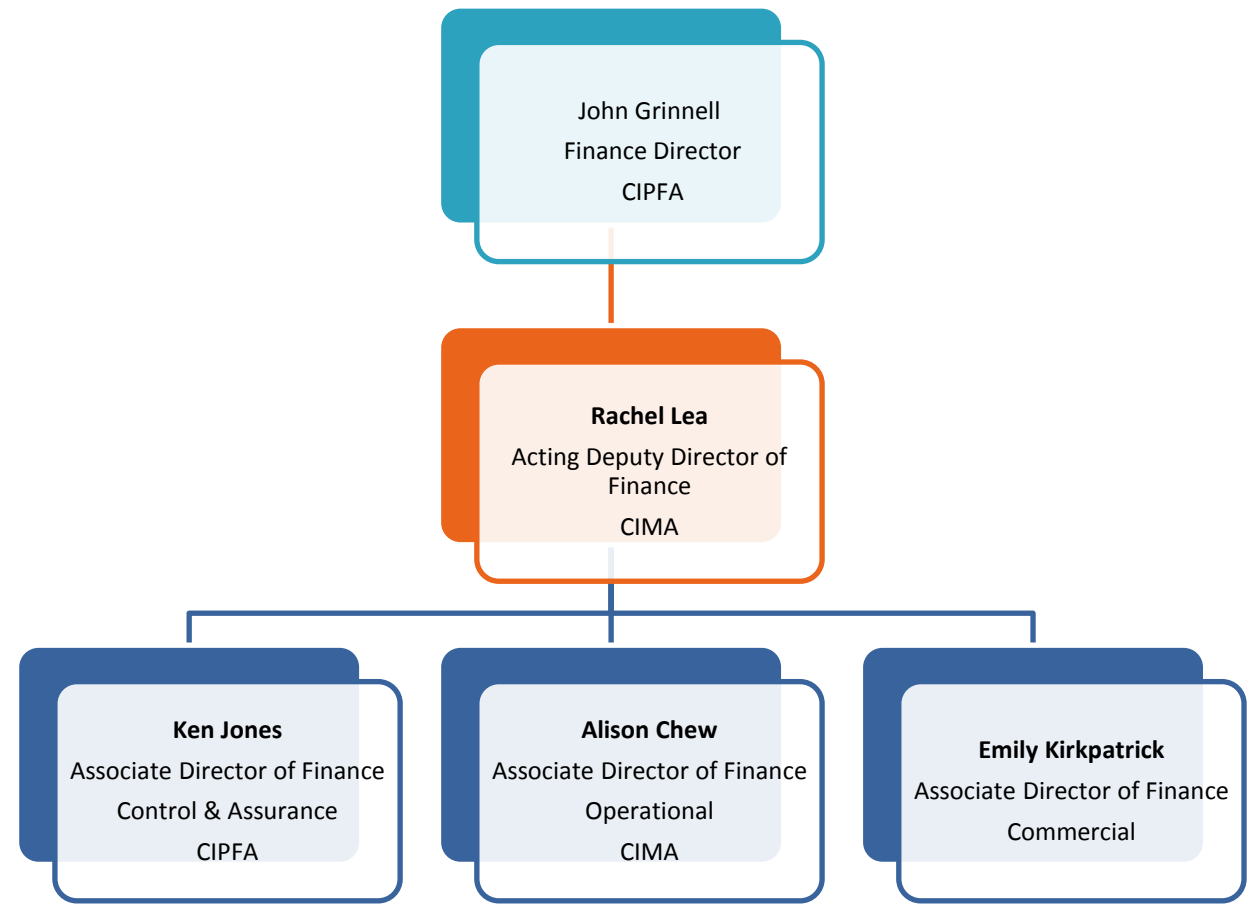 John Grinnell
Finance Director
CIPFA
Rachel Lea
Acting Deputy Director of
Finance
CIMA
Ken Jones
Associate Director of Finance
Control & Assurance
CIPFA
Alison Chew
Associate Director of Finance
Operational
CIMA
Emily Kirkpatrick
Associate Director of Finance
Commercial